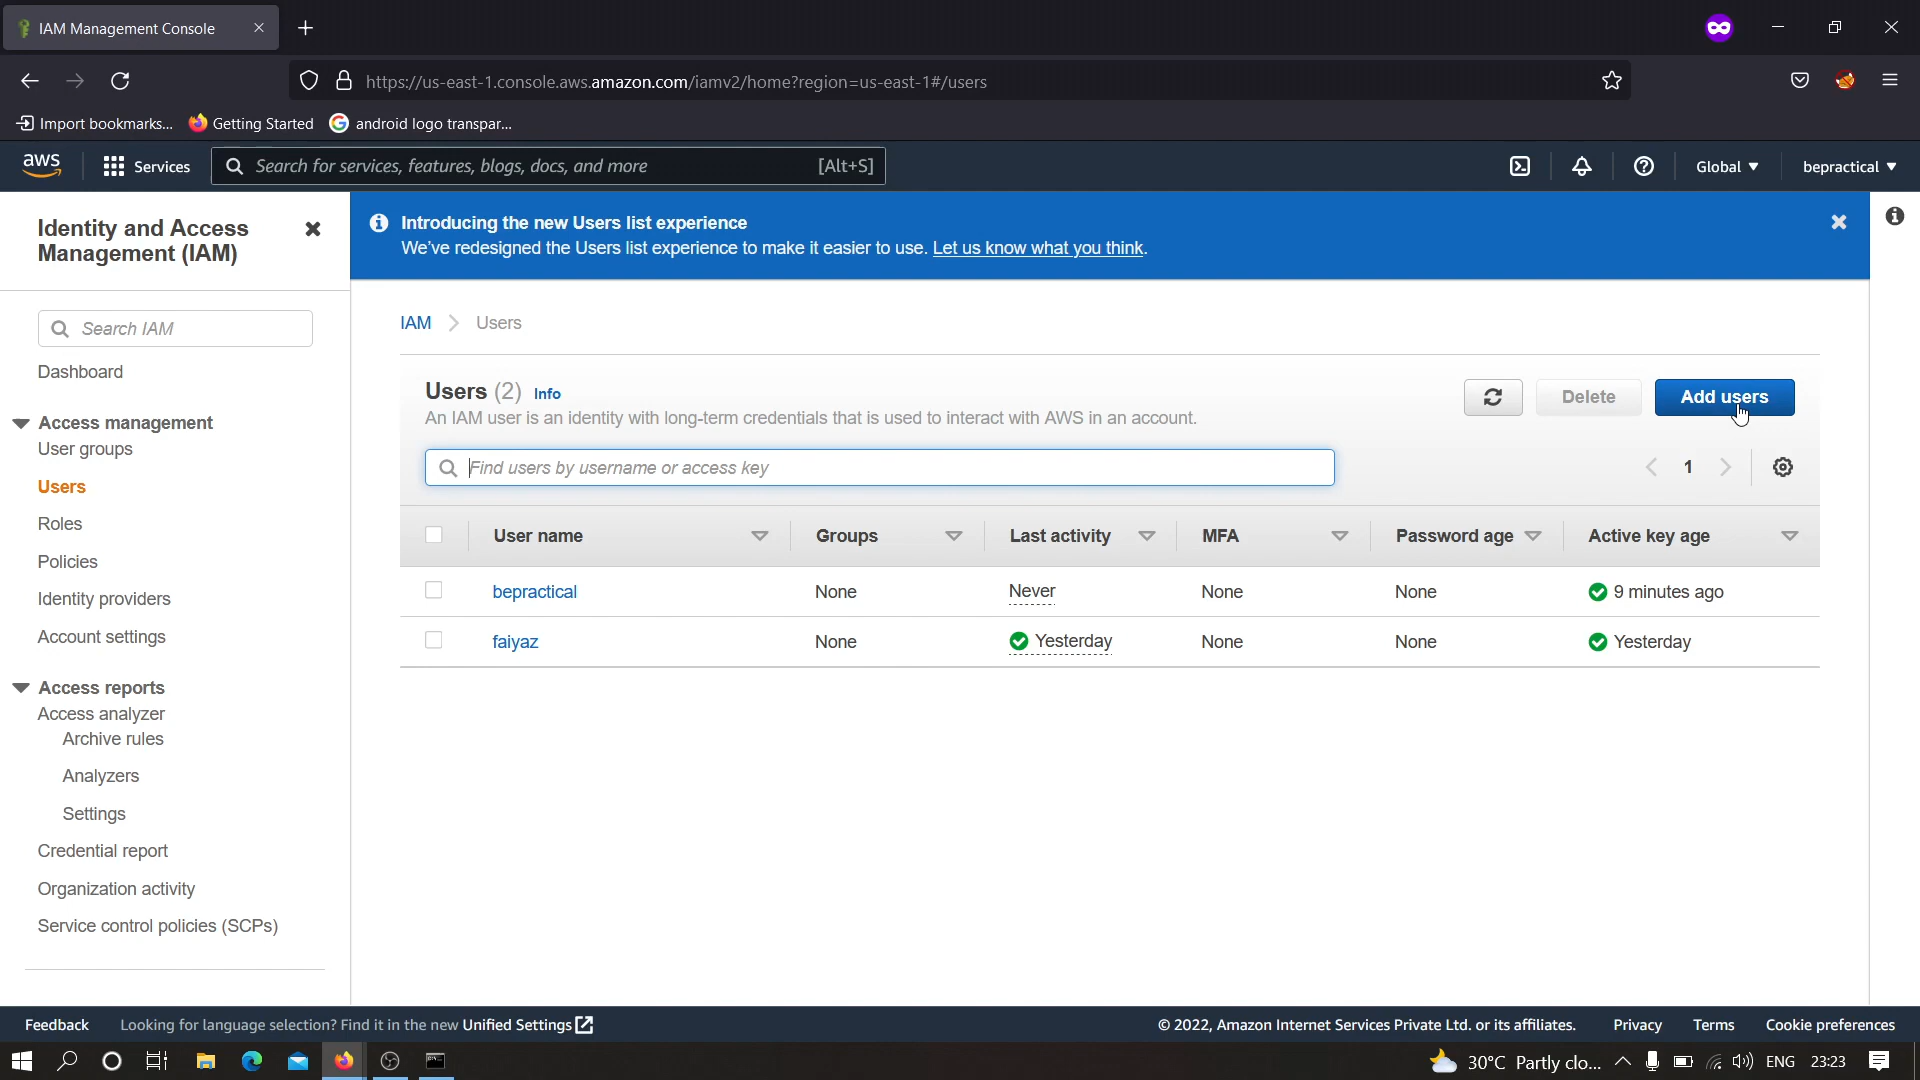 IAM Management Console
https://us-east-1.console.aws.amazon.com/iamv2/home?region=us-east-1#/users
Import bookmarks...
Getting Started
android logo transpar...
aws
Services
Search for services, features, blogs, docs, and more
[Alt+S]
Global
bepractical
Identity and Access
Management (IAM)
Search IAM
Dashboard
Access management
User groups
Users
Roles
Policies
Identity providers
Account settings
Access reports
Access analyzer
Archive rules
Analyzers
Settings
Credential report
Organization activity
Service control policies (SCPs)
Introducing the new Users list experience
We've redesigned the Users list experience to make it easier to use. Let us know what you think.
IAM
Users
Users (2) Info
An IAM user is an identity with long-term credentials that is used to interact with AWS in an account.
Delete
Add users
Find users by username or access key
1
User name Groups Last activity MFA Password age Active key age
bepractical None Never None None 9 minutes ago
faiyaz None Yesterday None None Yesterday
Feedback
Looking for language selection? Find it in the new Unified Settings
© 2022, Amazon Internet Services Private Ltd. or its affiliates.
Privacy
Terms
Cookie preferences
30°C Partly clo...
ENG
23:23